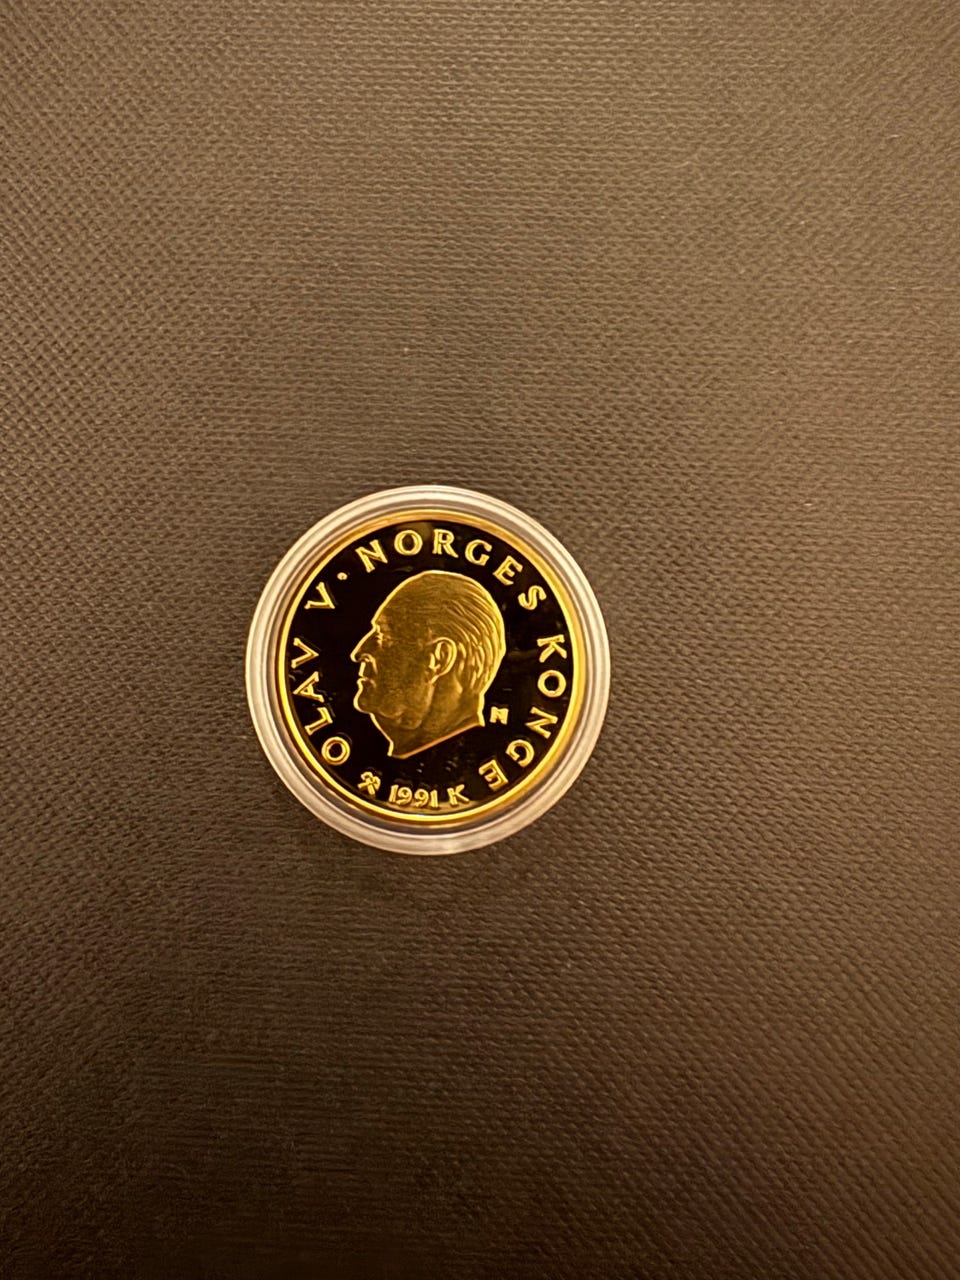 OLAV V · NORGES KONGE
N
1991 K